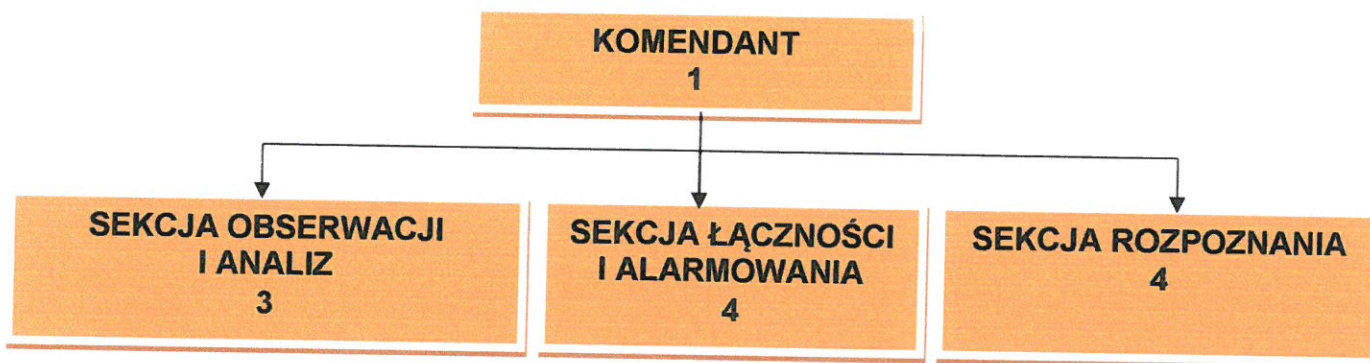 KOMENDANT
1
SEKCJA OBSERWACJI
I ANALIZ
3
SEKCJA ŁĄCZNOŚCI
I ALARMOWANIA
4
SEKCJA ROZPOZNANIA
4